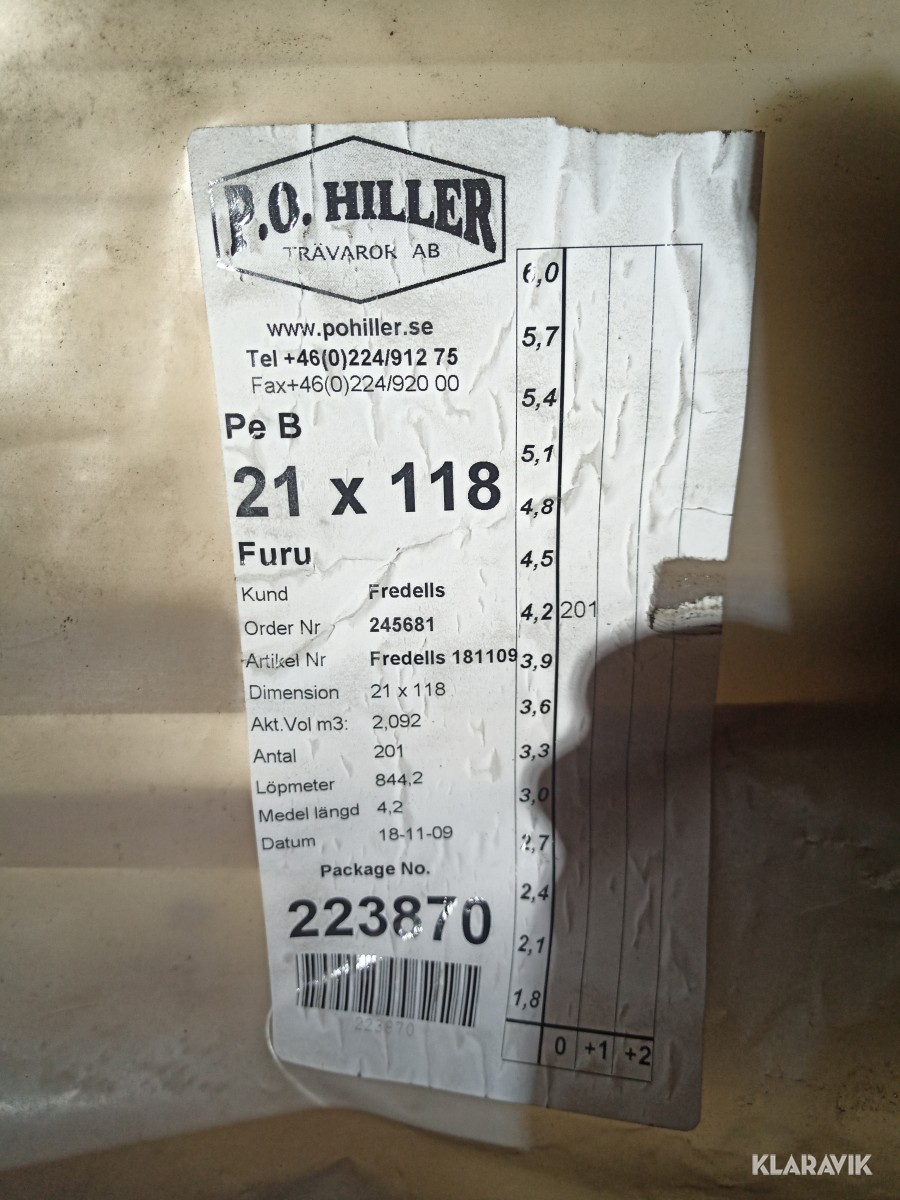 P.O. HILLER
TRÄVAROR AB
www.pohiller.se
Tel +46(0)224/912 75
Fax+46(0)224/920 00
Pe B
21 x 118
Furu
Kund Fredells
Order Nr 245681
Artikel Nr Fredells 181109
Dimension 21 x 118
Akt.Vol m3: 2,092
Antal 201
Löpmeter 844,2
Medel längd 4,2
Datum 18-11-09
Package No.
223870
223870
6,0
5,7
5,4
5,1
4,8
4,5
4,2 201
3,9
3,6
3,3
3,0
2,7
2,4
2,1
1,8
0 +1 +2
KLARAVIK